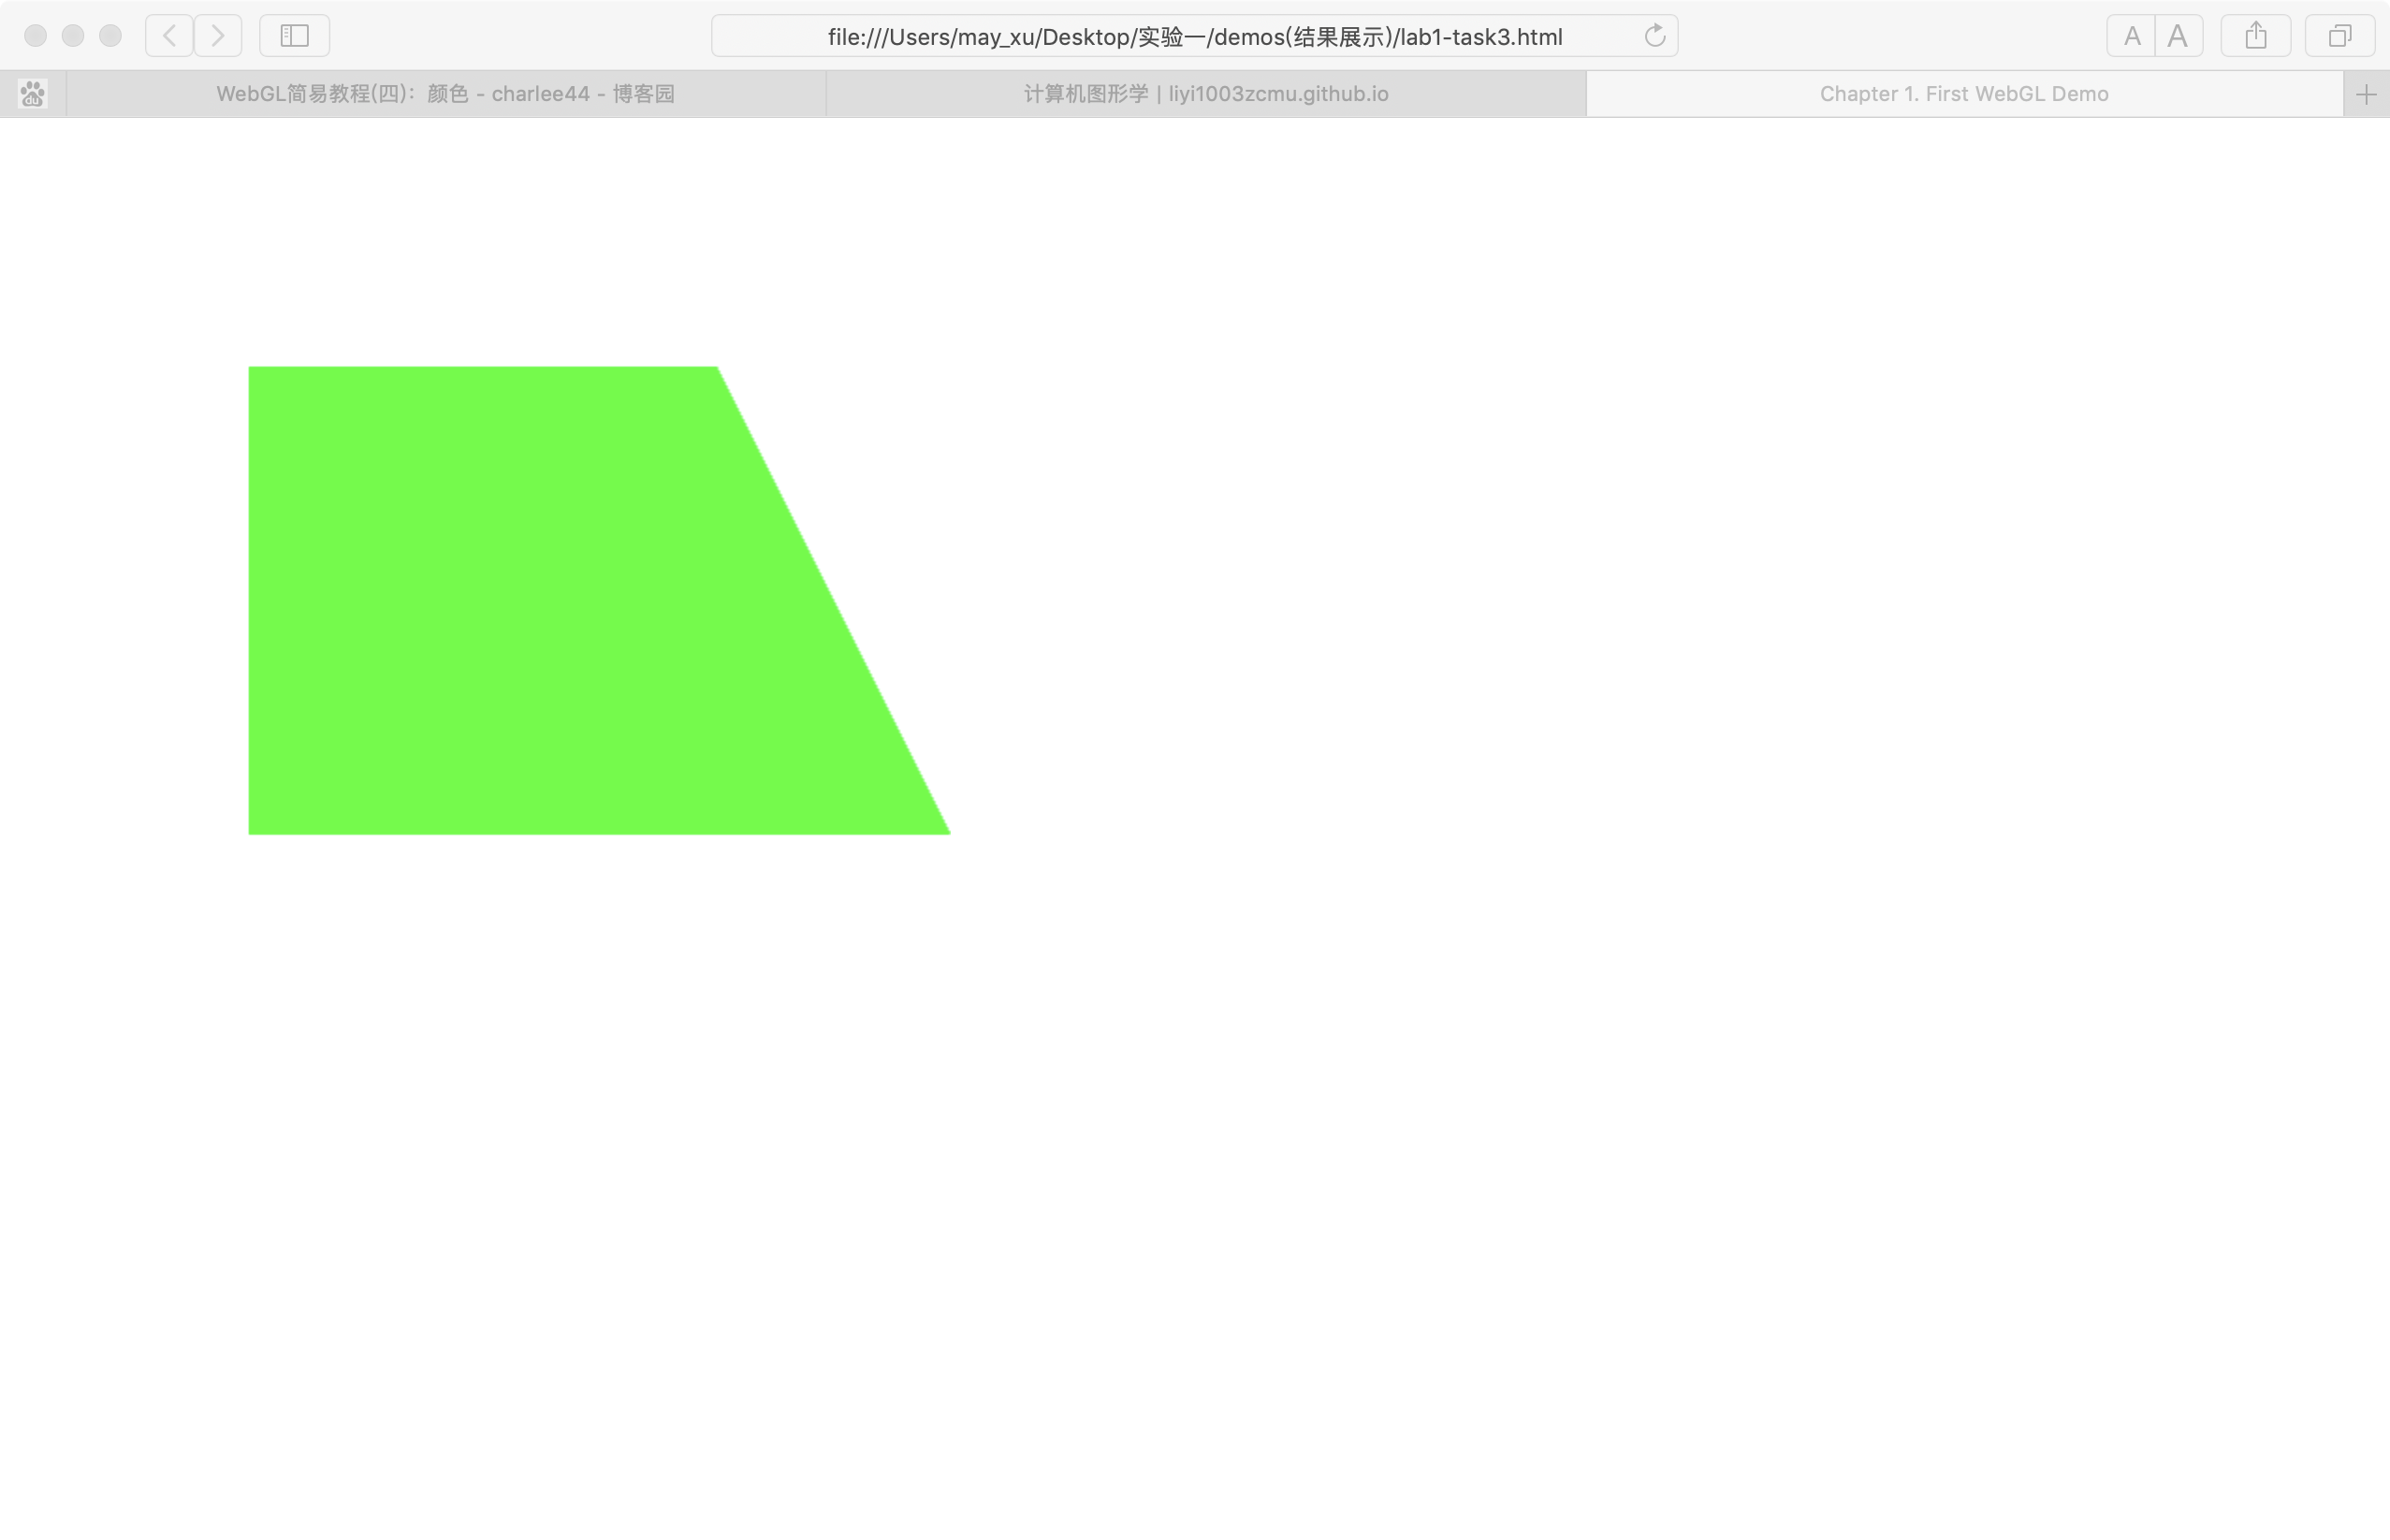 file:///Users/may_xu/Desktop/实验一/demos(结果展示)/lab1-task3.html
A A
du
WebGL简易教程(四)：颜色 - charlee44 - 博客园
计算机图形学 | liyi1003zcmu.github.io
Chapter 1. First WebGL Demo